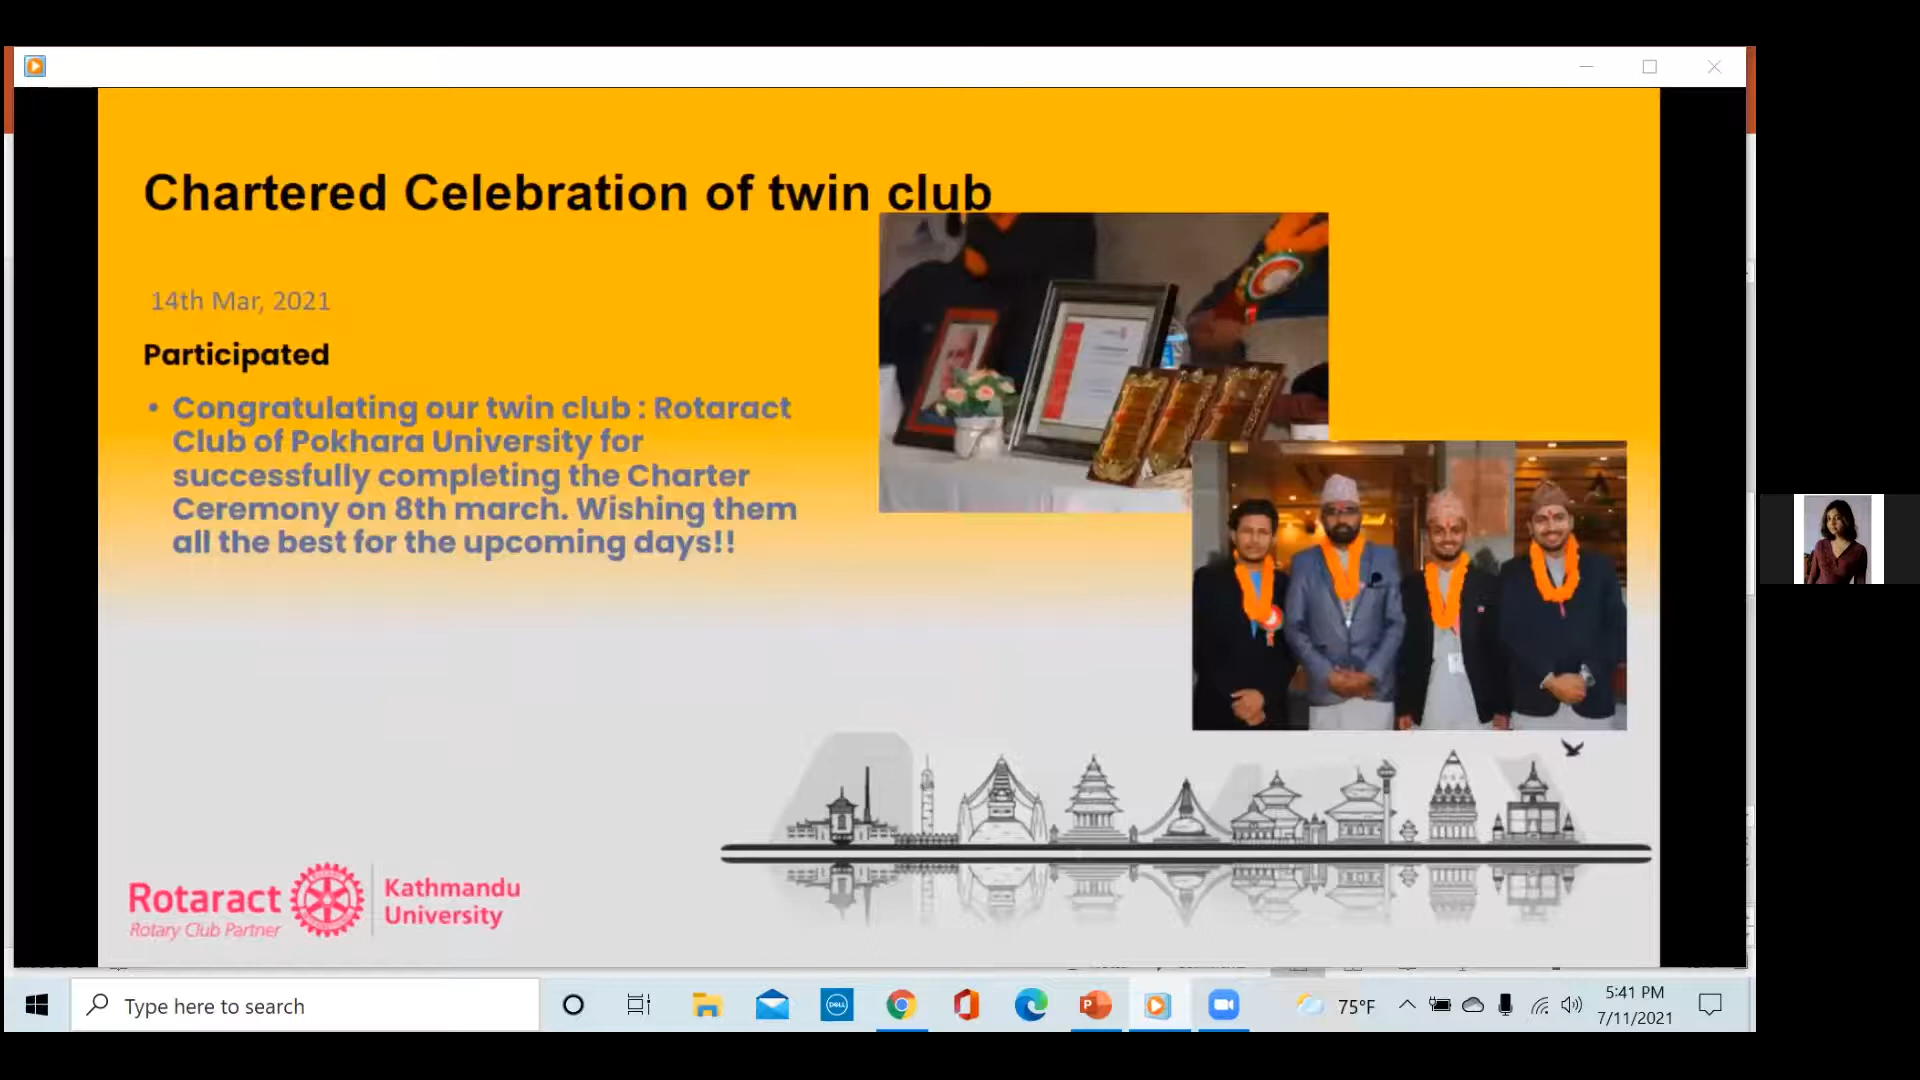 Chartered Celebration of twin club
14th Mar, 2021
Participated
• Congratulating our twin club : Rotaract
Club of Pokhara University for
successfully completing the Charter
Ceremony on 8th march. Wishing them
all the best for the upcoming days!!
Rotaract
Rotary Club Partner
Kathmandu
University
Type here to search
DELL
75°F
5:41 PM
7/11/2021